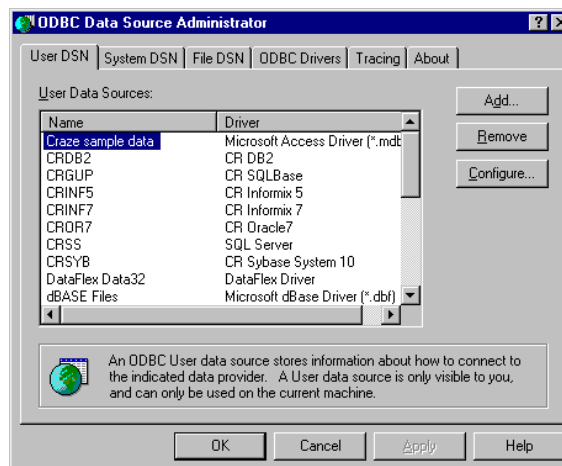 ODBC Data Source Administrator
User DSN System DSN File DSN ODBC Drivers Tracing About
User Data Sources:
Add...
Name Driver
Craze sample data Microsoft Access Driver (*.mdb
Remove
CRDB2 CR DB2
CRGUP CR SQLBase
Configure...
CRINF5 CR Informix 5
CRINF7 CR Informix 7
CROR7 CR Oracle7
CRSS SQL Server
CRSYB CR Sybase System 10
DataFlex Data32 DataFlex Driver
dBASE Files Microsoft dBase Driver (*.dbf)
An ODBC User data source stores information about how to connect to
the indicated data provider. A User data source is only visible to you,
and can only be used on the current machine.
OK Cancel Apply Help